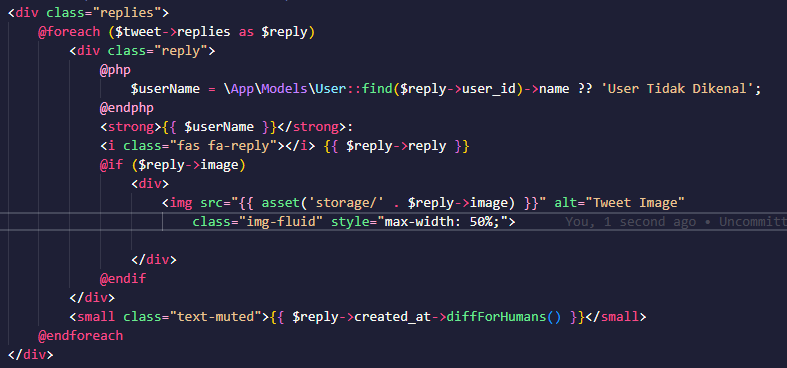 <div class="replies">
@foreach ($tweet->replies as $reply)
<div class="reply">
@php
$userName = \App\Models\User::find($reply->user_id)->name ?? 'User Tidak Dikenal';
@endphp
<strong>{{ $userName }}</strong>:
<i class="fas fa-reply"></i> {{ $reply->reply }}
@if ($reply->image)
<div>
<img src="{{ asset('storage/' . $reply->image) }}" alt="Tweet Image"
class="img-fluid" style="max-width: 50%;"> You, 1 second ago • Uncommitt
</div>
@endif
</div>
<small class="text-muted">{{ $reply->created_at->diffForHumans() }}</small>
@endforeach
</div>